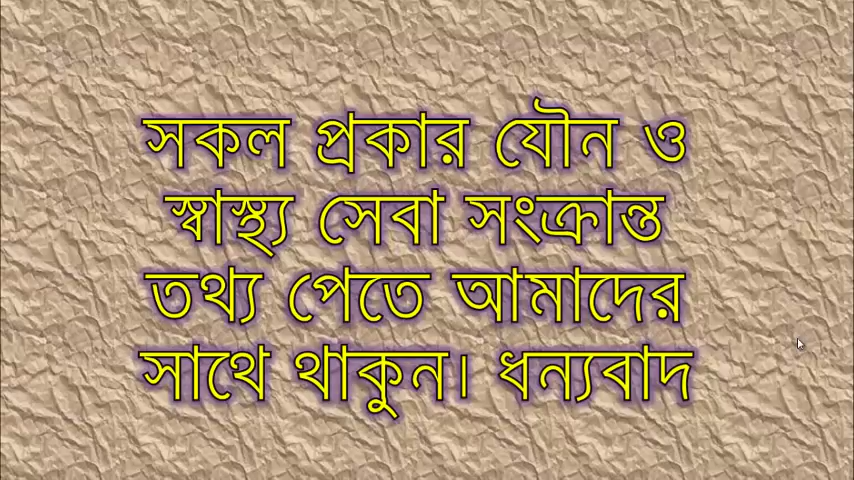 সকল প্রকার যৌন ও
স্বাস্থ্য সেবা সংক্রান্ত
তথ্য পেতে আমাদের
সাথে থাকুন। ধন্যবাদ